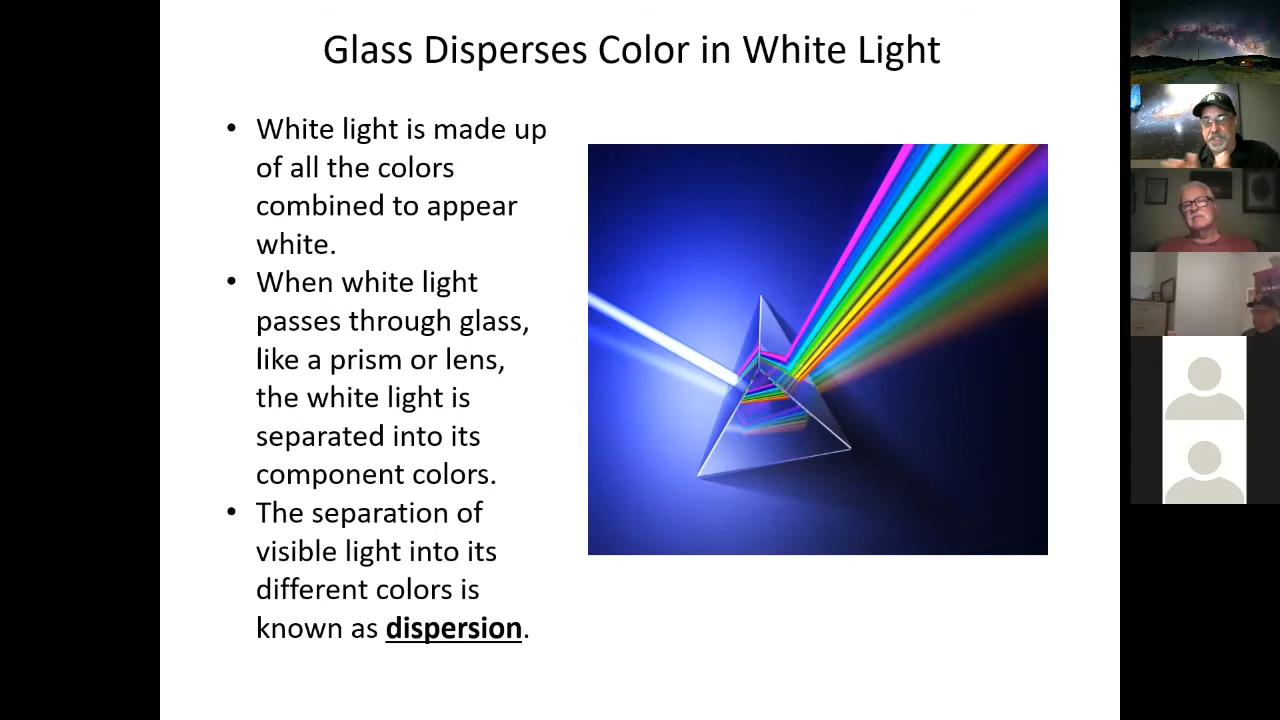 Glass Disperses Color in White Light
• White light is made up
of all the colors
combined to appear
white.
• When white light
passes through glass,
like a prism or lens,
the white light is
separated into its
component colors.
• The separation of
visible light into its
different colors is
known as dispersion.